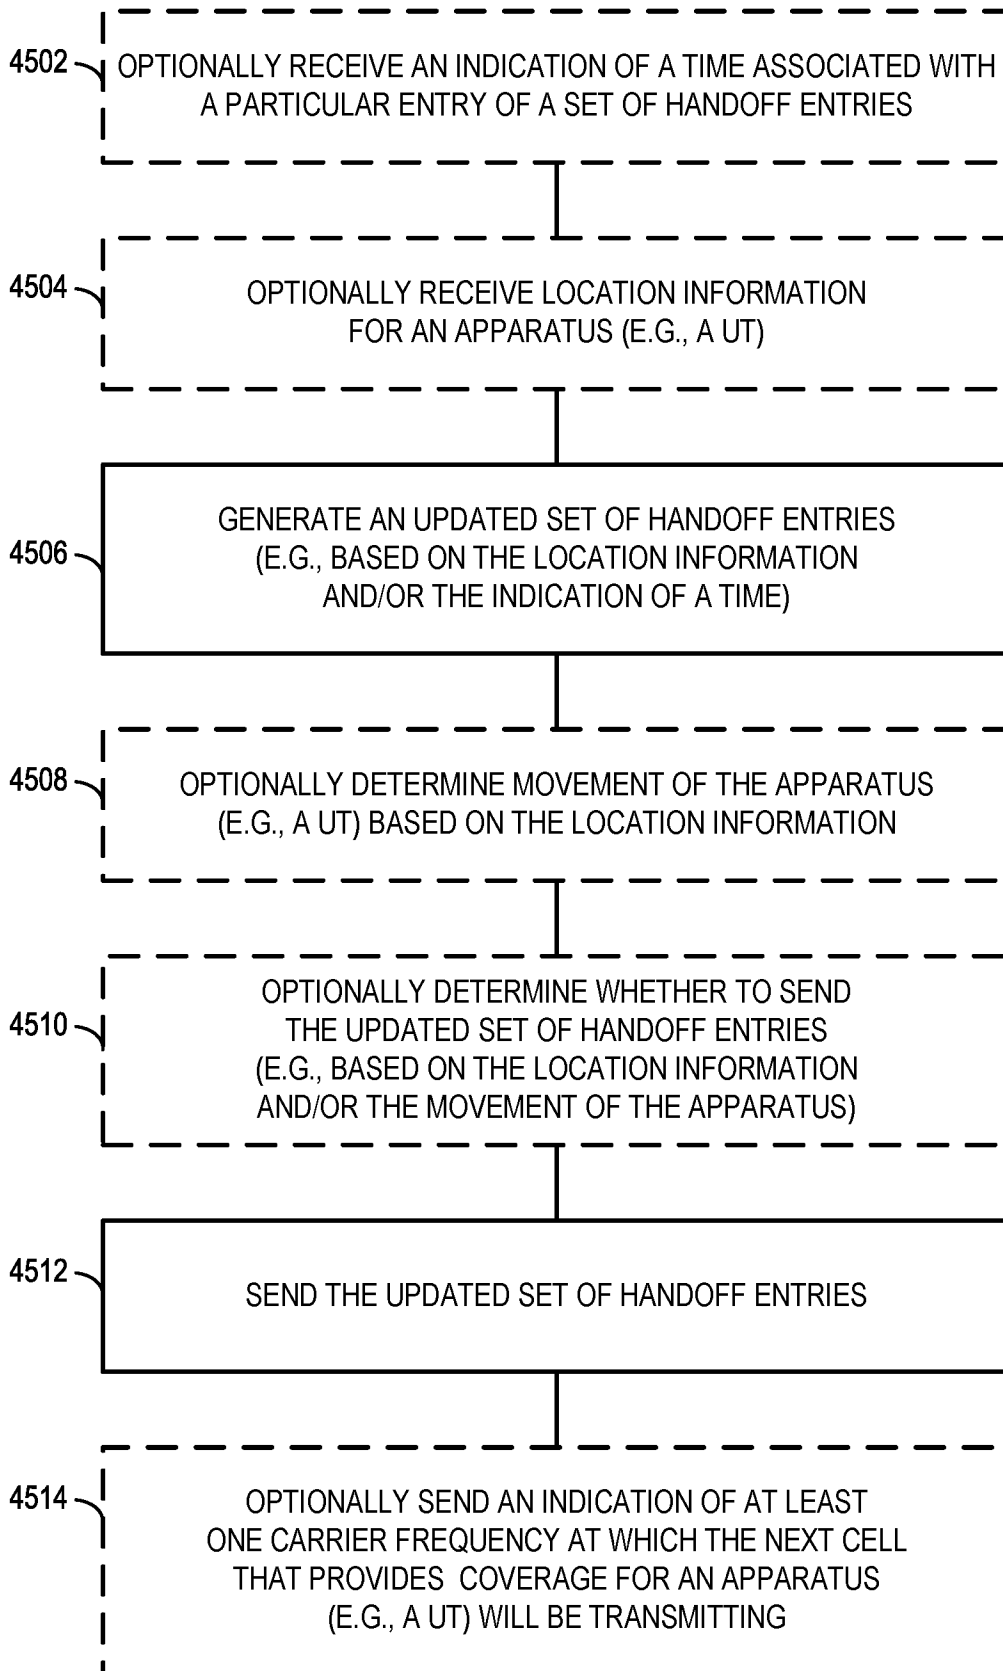 4502
OPTIONALLY RECEIVE AN INDICATION OF A TIME ASSOCIATED WITH
A PARTICULAR ENTRY OF A SET OF HANDOFF ENTRIES
4504
OPTIONALLY RECEIVE LOCATION INFORMATION
FOR AN APPARATUS (E.G., A UT)
4506
GENERATE AN UPDATED SET OF HANDOFF ENTRIES
(E.G., BASED ON THE LOCATION INFORMATION
AND/OR THE INDICATION OF A TIME)
4508
OPTIONALLY DETERMINE MOVEMENT OF THE APPARATUS
(E.G., A UT) BASED ON THE LOCATION INFORMATION
4510
OPTIONALLY DETERMINE WHETHER TO SEND
THE UPDATED SET OF HANDOFF ENTRIES
(E.G., BASED ON THE LOCATION INFORMATION
AND/OR THE MOVEMENT OF THE APPARATUS)
4512
SEND THE UPDATED SET OF HANDOFF ENTRIES
4514
OPTIONALLY SEND AN INDICATION OF AT LEAST
ONE CARRIER FREQUENCY AT WHICH THE NEXT CELL
THAT PROVIDES COVERAGE FOR AN APPARATUS
(E.G., A UT) WILL BE TRANSMITTING